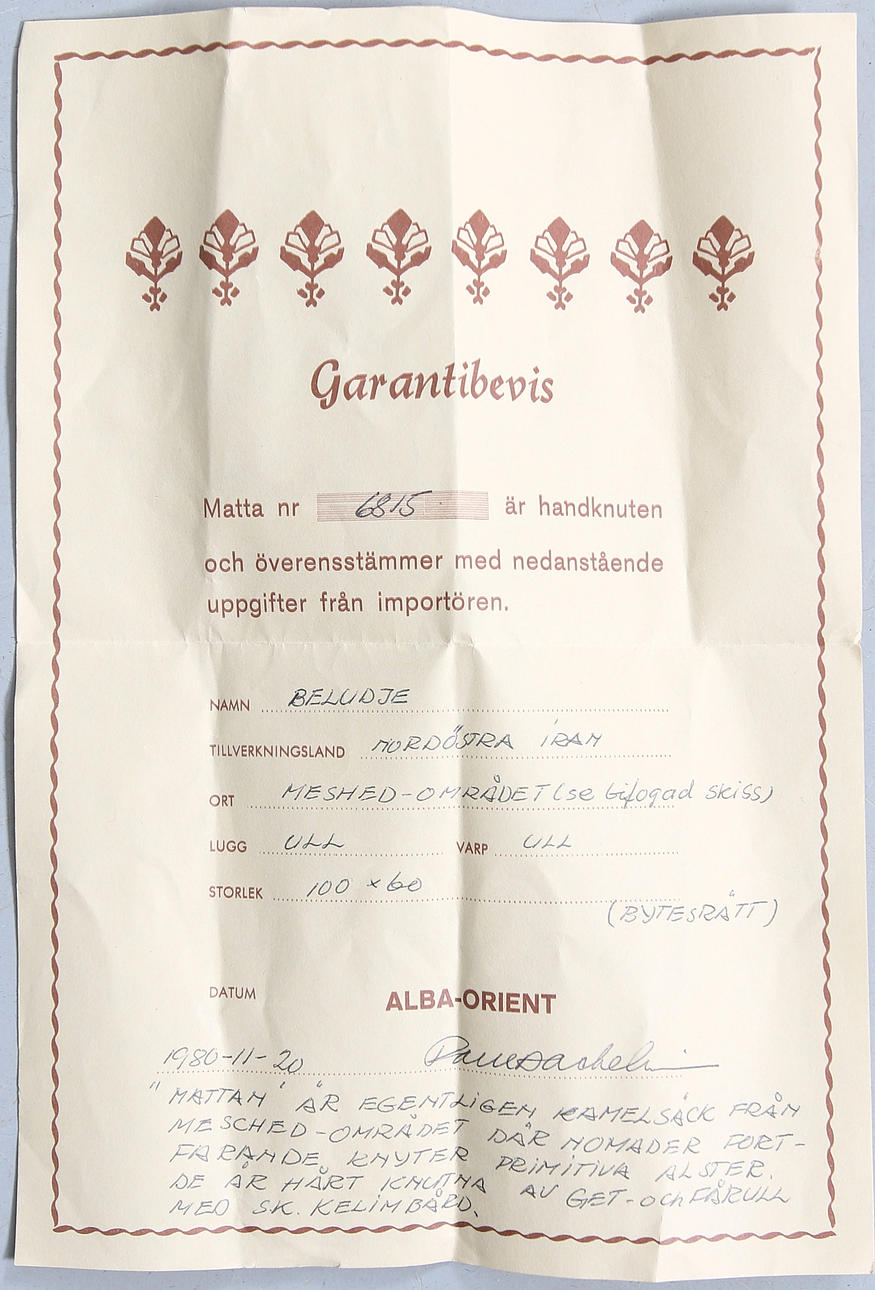 Garantibevis
Matta nr 6815 är handknuten
och överensstämmer med nedanstående
uppgifter från importören.
NAMN BELUDJE
TILLVERKNINGSLAND NORDÖSTRA IRAN
ORT MESHED-OMRÅDET (se bifogad skiss)
LUGG ULL VARP ULL
STORLEK 100 x 60
(BYTESRÄTT)
DATUM ALBA-ORIENT
1980-11-20
"MATTAN" ÄR EGENTLIGEN KAMELSÄCK FRÅN
MESCHED-OMRÅDET DÄR NOMADER FORT-
FARANDE KNYTER PRIMITIVA ALSTER.
DE ÄR HÅRT KNUTNA AV GET- och FÅRULL
MED SK. KELIMBÅRD.